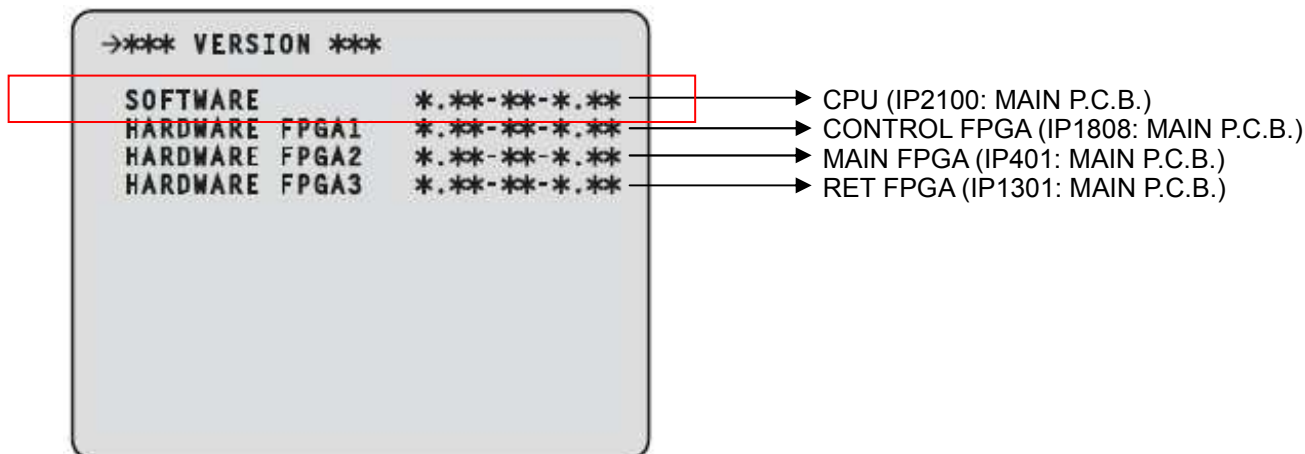 →*** VERSION ***
SOFTWARE *.**-**-*.** CPU (IP2100: MAIN P.C.B.)
HARDWARE FPGA1 *.**-**-*.** CONTROL FPGA (IP1808: MAIN P.C.B.)
HARDWARE FPGA2 *.**-**-*.** MAIN FPGA (IP401: MAIN P.C.B.)
HARDWARE FPGA3 *.**-**-*.** RET FPGA (IP1301: MAIN P.C.B.)